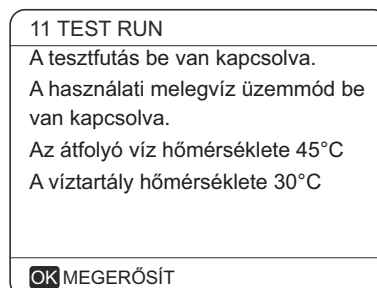 11 TEST RUN
A tesztfutás be van kapcsolva.
A használati melegvíz üzemmód be
van kapcsolva.
Az átfolyó víz hőmérséklete 45°C
A víztartály hőmérséklete 30°C
OK MEGERŐSÍT